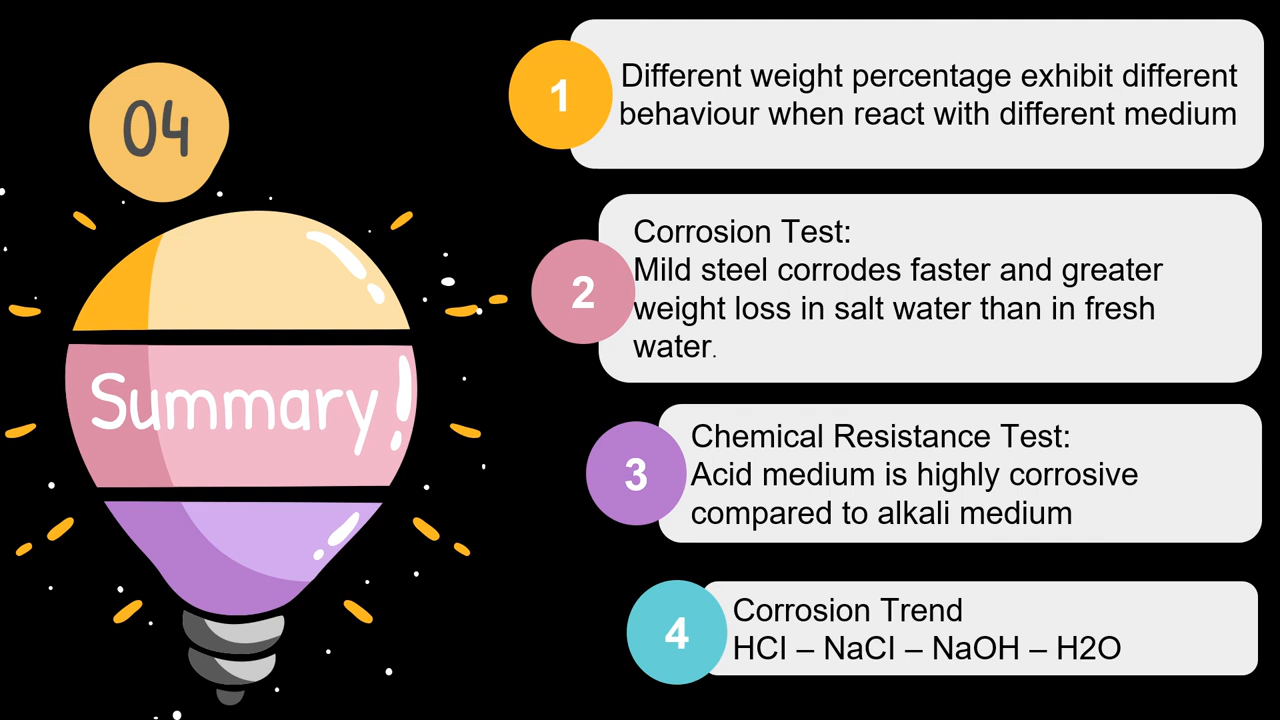 04
Summary
1
Different weight percentage exhibit different
behaviour when react with different medium
2
Corrosion Test:
Mild steel corrodes faster and greater
weight loss in salt water than in fresh
water.
3
Chemical Resistance Test:
Acid medium is highly corrosive
compared to alkali medium
4
Corrosion Trend
HCl – NaCl – NaOH – H2O